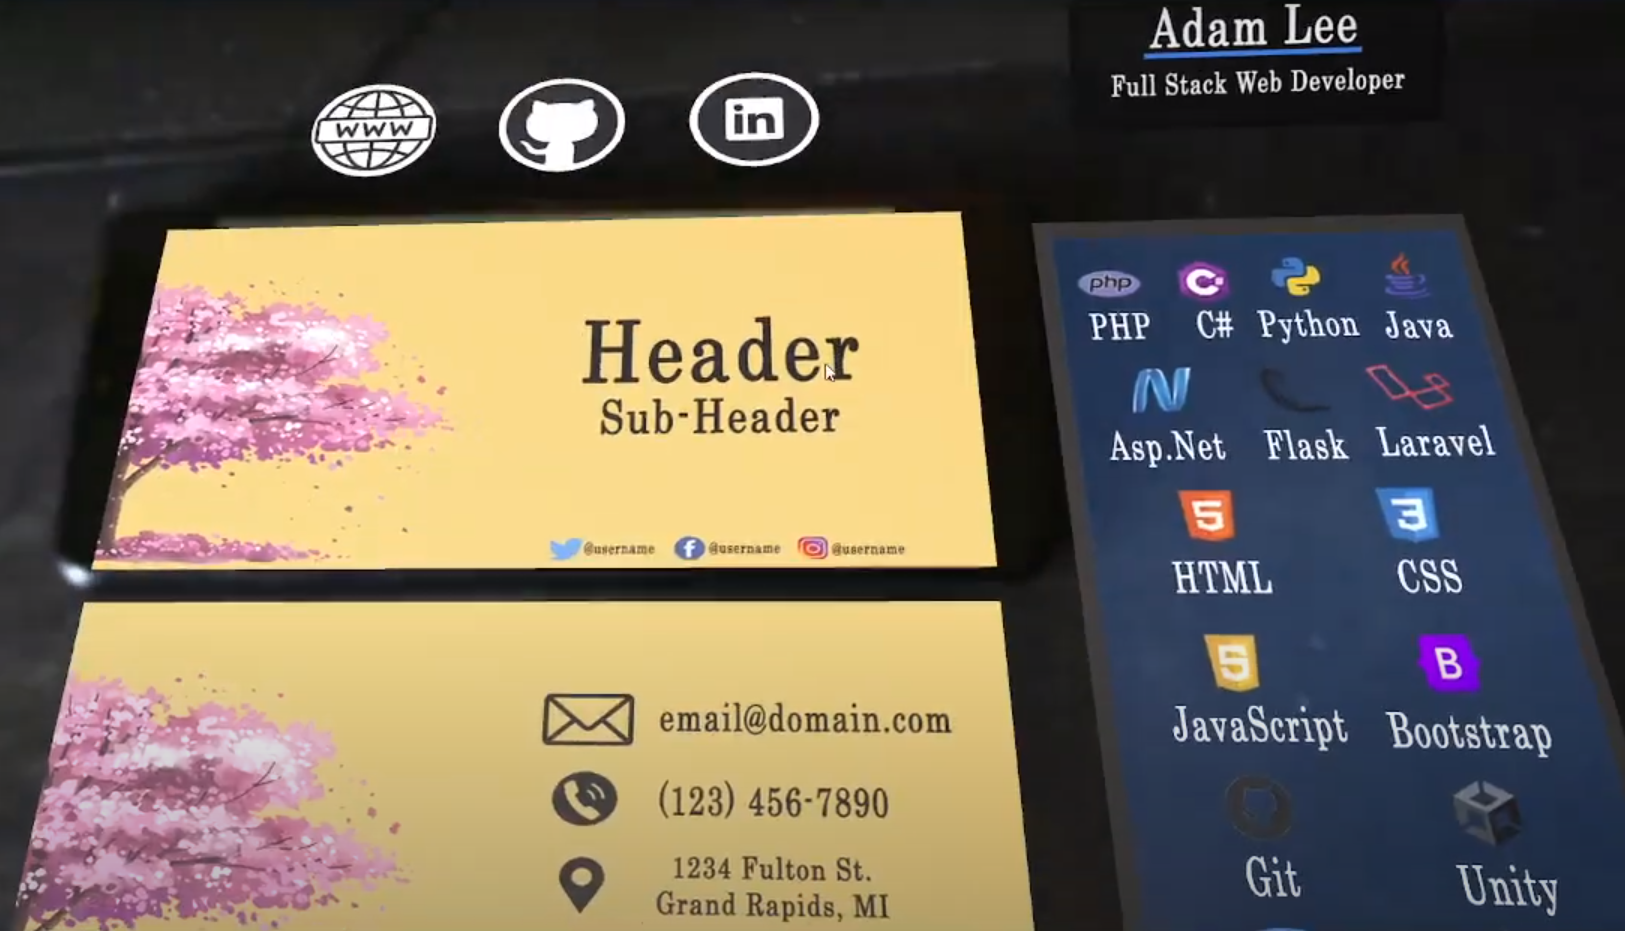 Adam Lee
Full Stack Web Developer
WWW
in
Header
Sub-Header
@username @username @username
email@domain.com
(123) 456-7890
1234 Fulton St.
Grand Rapids, MI
php
C#
PHP C# Python Java
Asp.Net Flask Laravel
5 3
HTML CSS
5 B
JavaScript Bootstrap
Git Unity